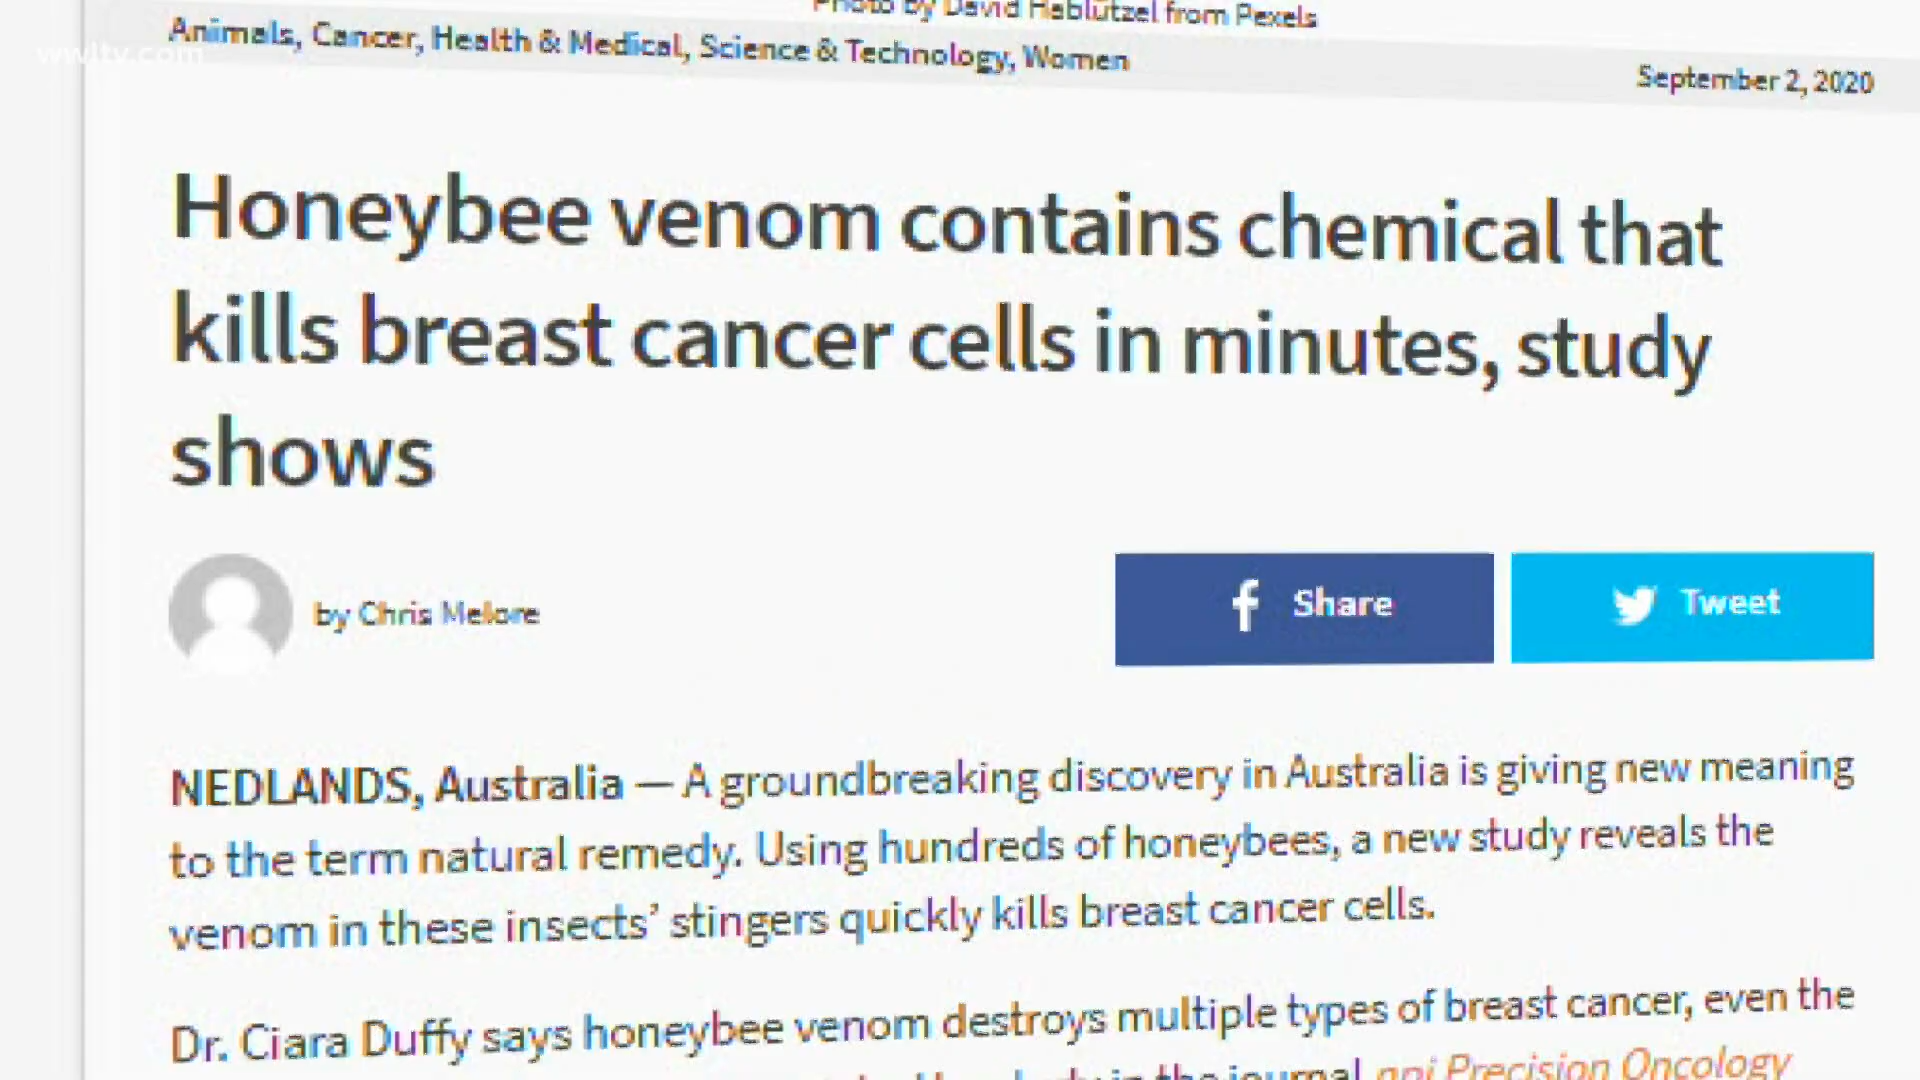 Photo by David Hablützel from Pexels
Animals, Cancer, Health & Medical, Science & Technology, Women
wwltv.com
September 2, 2020
Honeybee venom contains chemical that
kills breast cancer cells in minutes, study
shows
by Chris Melore
Share
Tweet
NEDLANDS, Australia — A groundbreaking discovery in Australia is giving new meaning
to the term natural remedy. Using hundreds of honeybees, a new study reveals the
venom in these insects’ stingers quickly kills breast cancer cells.
Dr. Ciara Duffy says honeybee venom destroys multiple types of breast cancer, even the
in the journal npj Precision Oncology